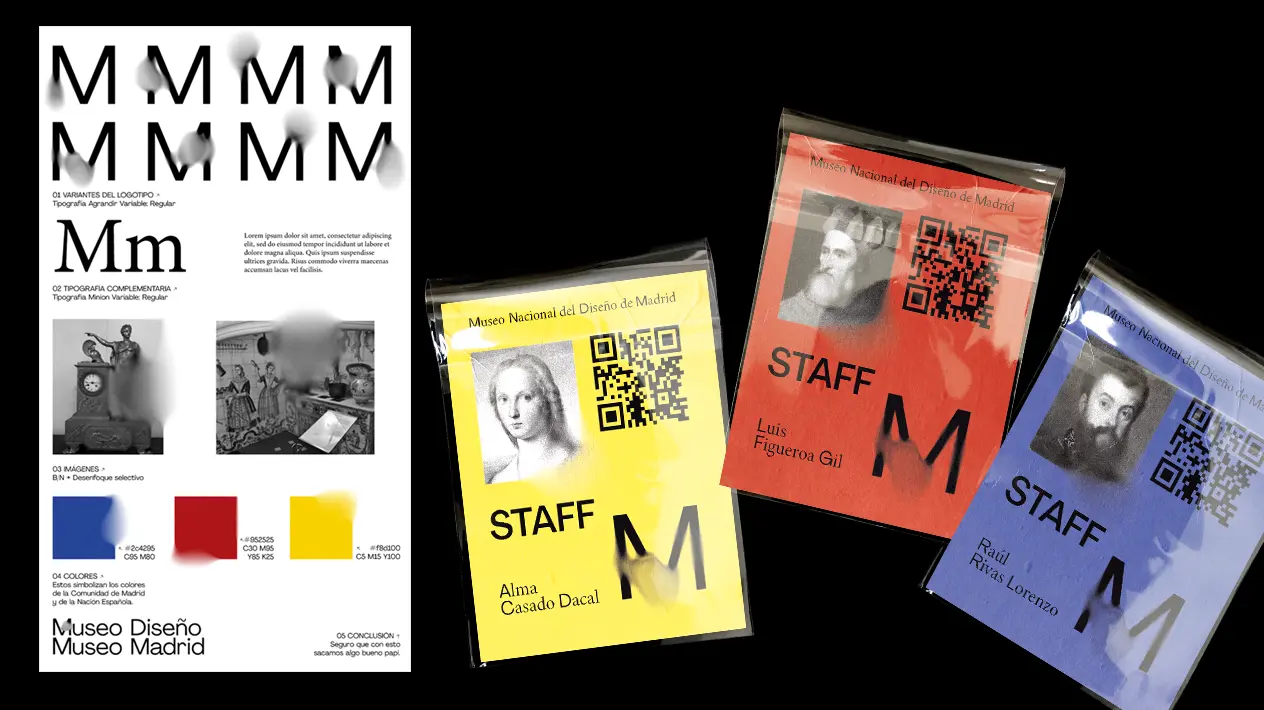 M M M M
M M M M
01 VARIANTES DEL LOGOTIPO ↗
Tipografía Agrandir Variable; Regular
Mm
Lorem ipsum dolor sit amet, consectetur adipiscing
elit, sed do eiusmod tempor incididunt ut labore et
dolore magna aliqua. Quis ipsum suspendisse
ultrices gravida. Risus commodo viverra maecenas
accumsan lacus vel facilisis.
02 TIPOGRAFÍA COMPLEMENTARIA ↗
Tipografía Minion Variable; Regular
03 IMÁGENES ↗
B/N + Desenfoque selectivo
↖ #2c4295
C95 M80
↖ #952525
C30 M95
Y85 K25
↖ #f8d100
C5 M15 Y100
04 COLORES ↗
Estos simbolizan los colores
de la Comunidad de Madrid
y de la Nación Española.
Museo Diseño
Museo Madrid
05 CONCLUSIÓN ↑
Seguro que con esto
sacamos algo bueno papi.
Museo Nacional del Diseño de Madrid
STAFF
Alma
Casado Dacal
M
Museo Nacional del Diseño de Madrid
STAFF
Luis
Figueroa Gil
M
Museo Nacional del Diseño de Ma
STAFF
Raúl
Rivas Lorenzo
M